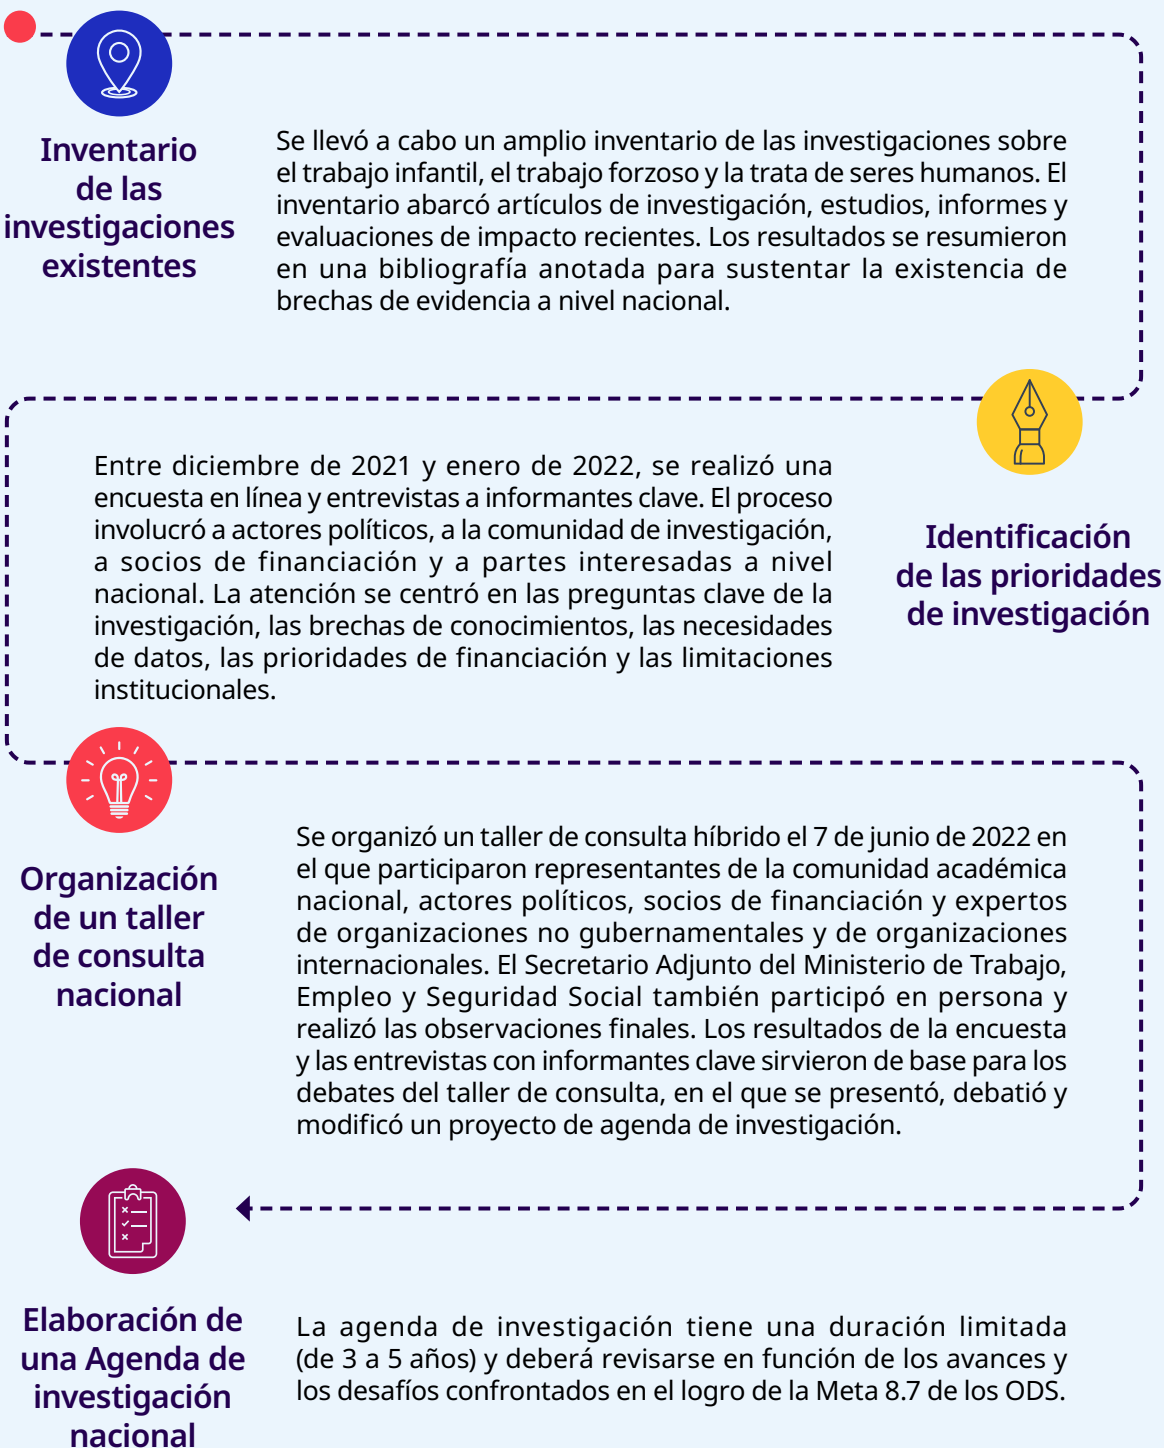 Inventario
de las
investigaciones
existentes
Se llevó a cabo un amplio inventario de las investigaciones sobre
el trabajo infantil, el trabajo forzoso y la trata de seres humanos. El
inventario abarcó artículos de investigación, estudios, informes y
evaluaciones de impacto recientes. Los resultados se resumieron
en una bibliografía anotada para sustentar la existencia de
brechas de evidencia a nivel nacional.
Entre diciembre de 2021 y enero de 2022, se realizó una
encuesta en línea y entrevistas a informantes clave. El proceso
involucró a actores políticos, a la comunidad de investigación,
a socios de financiación y a partes interesadas a nivel
nacional. La atención se centró en las preguntas clave de la
investigación, las brechas de conocimientos, las necesidades
de datos, las prioridades de financiación y las limitaciones
institucionales.
Identificación
de las prioridades
de investigación
Organización
de un taller
de consulta
nacional
Se organizó un taller de consulta híbrido el 7 de junio de 2022 en
el que participaron representantes de la comunidad académica
nacional, actores políticos, socios de financiación y expertos
de organizaciones no gubernamentales y de organizaciones
internacionales. El Secretario Adjunto del Ministerio de Trabajo,
Empleo y Seguridad Social también participó en persona y
realizó las observaciones finales. Los resultados de la encuesta
y las entrevistas con informantes clave sirvieron de base para los
debates del taller de consulta, en el que se presentó, debatió y
modificó un proyecto de agenda de investigación.
Elaboración de
una Agenda de
investigación
nacional
La agenda de investigación tiene una duración limitada
(de 3 a 5 años) y deberá revisarse en función de los avances y
los desafíos confrontados en el logro de la Meta 8.7 de los ODS.